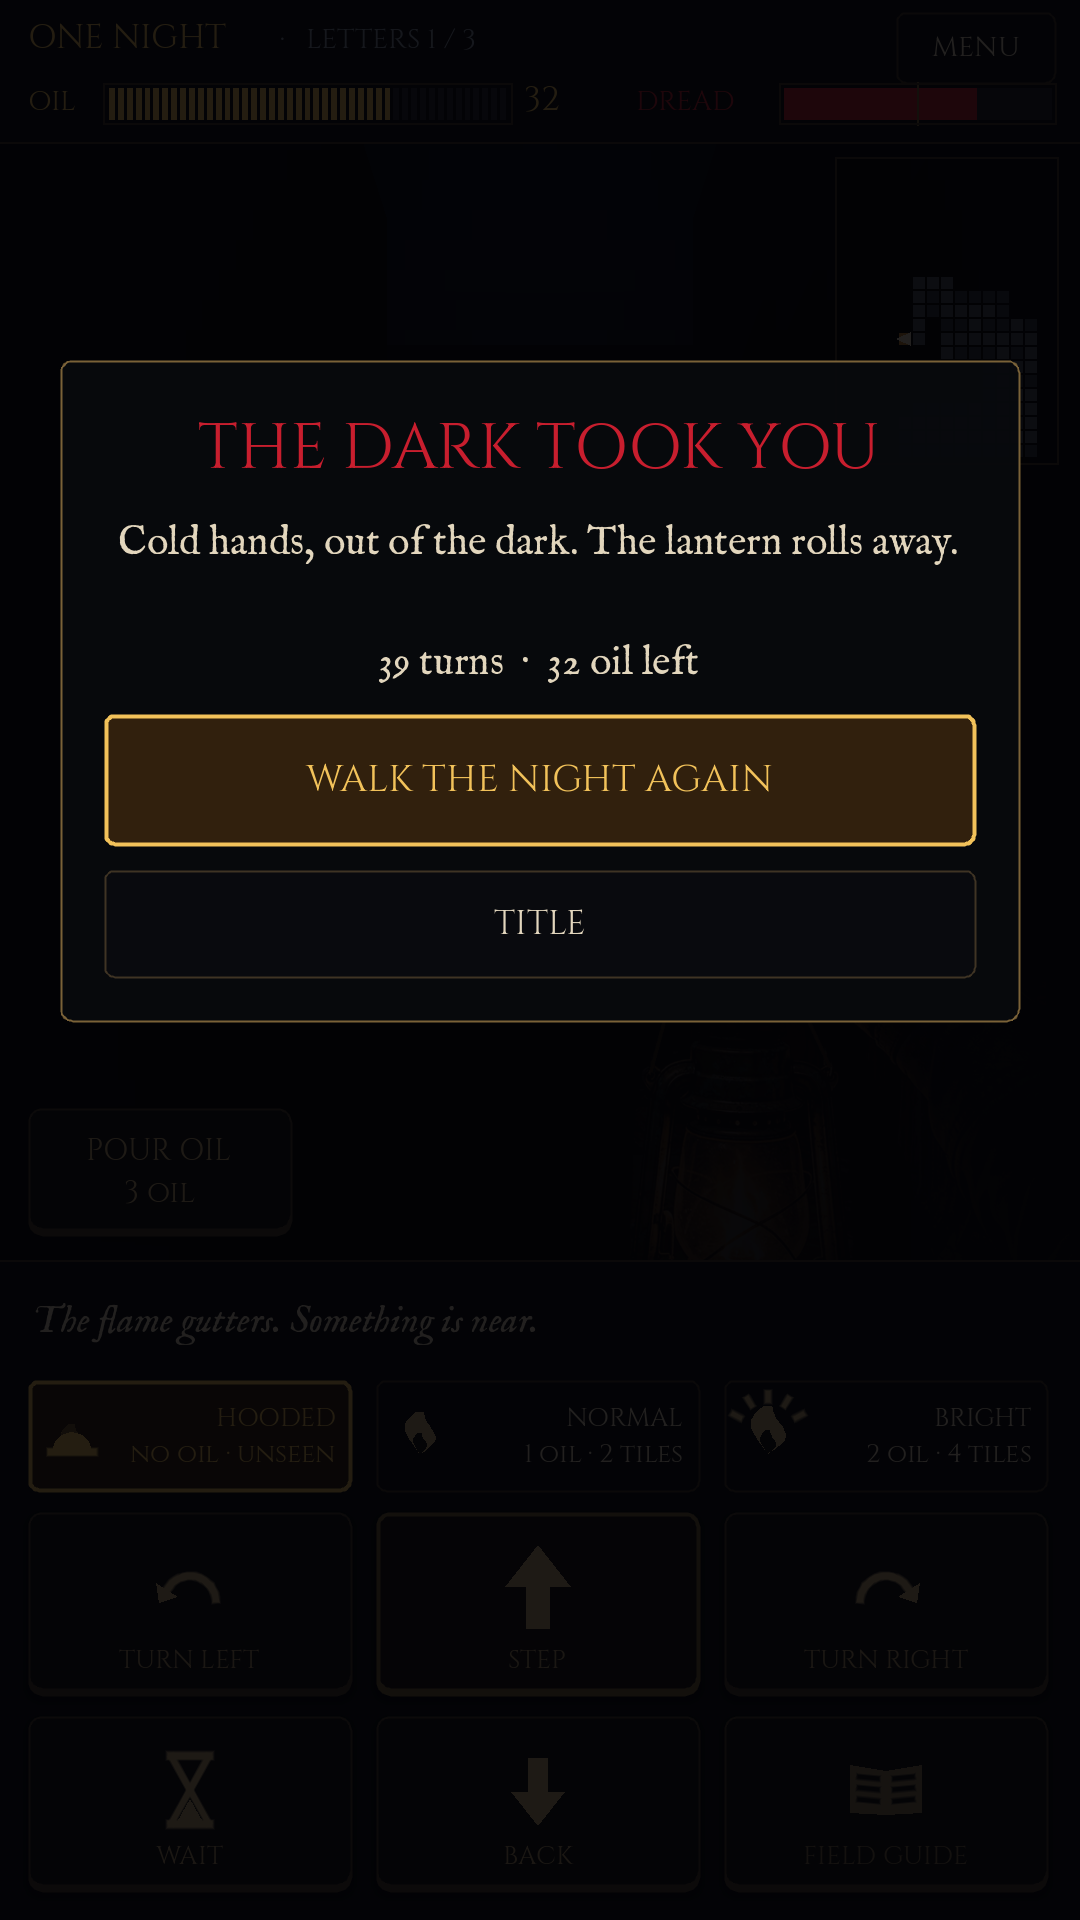 ONE NIGHT · LETTERS 1 / 3
MENU
OIL 32 DREAD
THE DARK TOOK YOU
Cold hands, out of the dark. The lantern rolls away.
39 turns · 32 oil left
WALK THE NIGHT AGAIN
TITLE
POUR OIL
3 OIL
The flame gutters. Something is near.
HOODED
NO OIL · UNSEEN
NORMAL
1 OIL · 2 TILES
BRIGHT
2 OIL · 4 TILES
TURN LEFT
STEP
TURN RIGHT
WAIT
BACK
FIELD GUIDE